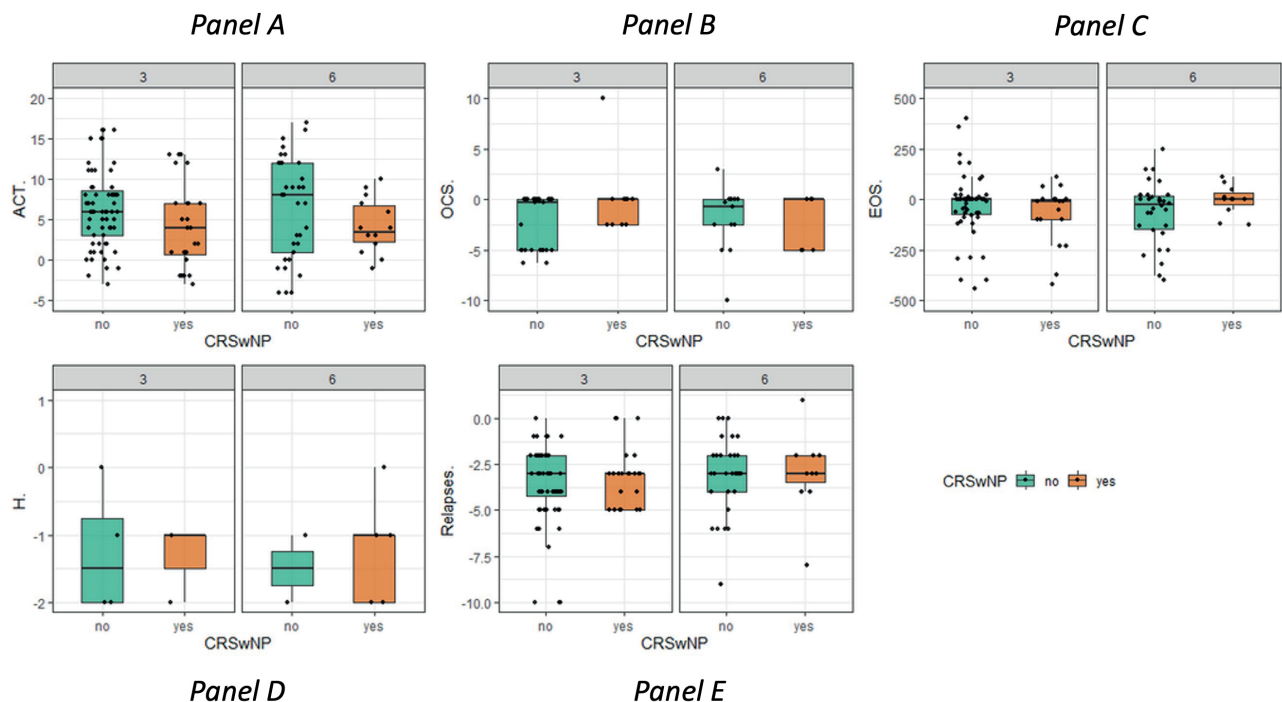 Panel A
Panel B
Panel C
3 6
20
15
10
5
0
-5
ACT.
no yes no yes
CRSwNP
3 6
10
5
0
-5
-10
OCS.
no yes no yes
CRSwNP
3 6
500
250
0
-250
-500
EOS.
no yes no yes
CRSwNP
3 6
1
0
-1
-2
H.
no yes no yes
CRSwNP
3 6
0.0
-2.5
-5.0
-7.5
-10.0
Relapses.
no yes no yes
CRSwNP
CRSwNP no yes
Panel D
Panel E